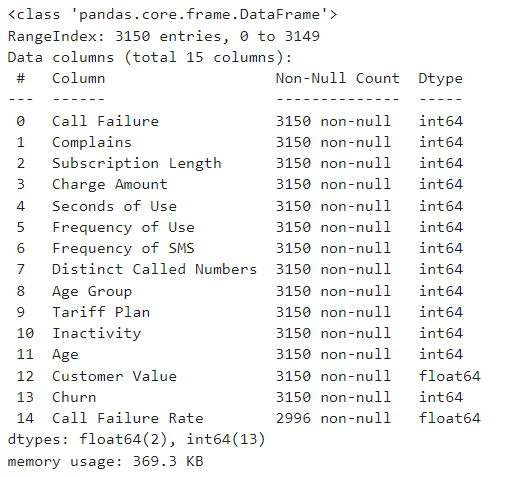 <class 'pandas.core.frame.DataFrame'>
RangeIndex: 3150 entries, 0 to 3149
Data columns (total 15 columns):
 #   Column                   Non-Null Count  Dtype
---  ------                   --------------  -----
 0   Call Failure             3150 non-null   int64
 1   Complains                3150 non-null   int64
 2   Subscription Length      3150 non-null   int64
 3   Charge Amount            3150 non-null   int64
 4   Seconds of Use           3150 non-null   int64
 5   Frequency of Use         3150 non-null   int64
 6   Frequency of SMS         3150 non-null   int64
 7   Distinct Called Numbers  3150 non-null   int64
 8   Age Group                3150 non-null   int64
 9   Tariff Plan              3150 non-null   int64
 10  Inactivity               3150 non-null   int64
 11  Age                      3150 non-null   int64
 12  Customer Value           3150 non-null   float64
 13  Churn                    3150 non-null   int64
 14  Call Failure Rate        2996 non-null   float64
dtypes: float64(2), int64(13)
memory usage: 369.3 KB